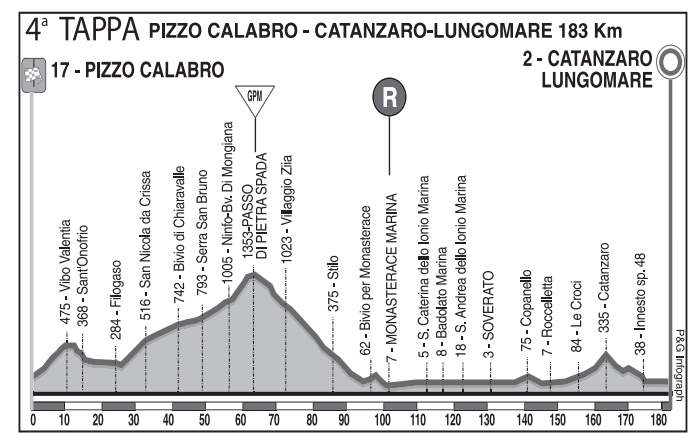 4ª TAPPA PIZZO CALABRO - CATANZARO-LUNGOMARE 183 Km
17 - PIZZO CALABRO
2 - CATANZARO
LUNGOMARE
GPM
R
475 - Vibo Valentia
368 - Sant'Onofrio
284 - Filogaso
516 - San Nicola da Crissa
742 - Bivio di Chiaravalle
793 - Serra San Bruno
1005 - Ninfo-Bv. Di Mongiana
1353-PASSO
DI PIETRA SPADA
1023 - Villaggio Ziia
375 - Stilo
62 - Bivio per Monasterace
7 - MONASTERACE MARINA
5 - S. Caterina dello Ionio Marina
8 - Badolato Marina
18 - S. Andrea dello Ionio Marina
3 - SOVERATO
75 - Copanello
7 - Roccelletta
84 - Le Croci
335 - Catanzaro
38 - Innesto sp. 48
P&G Infograph
0 10 20 30 40 50 60 70 80 90 100 110 120 130 140 150 160 170 180